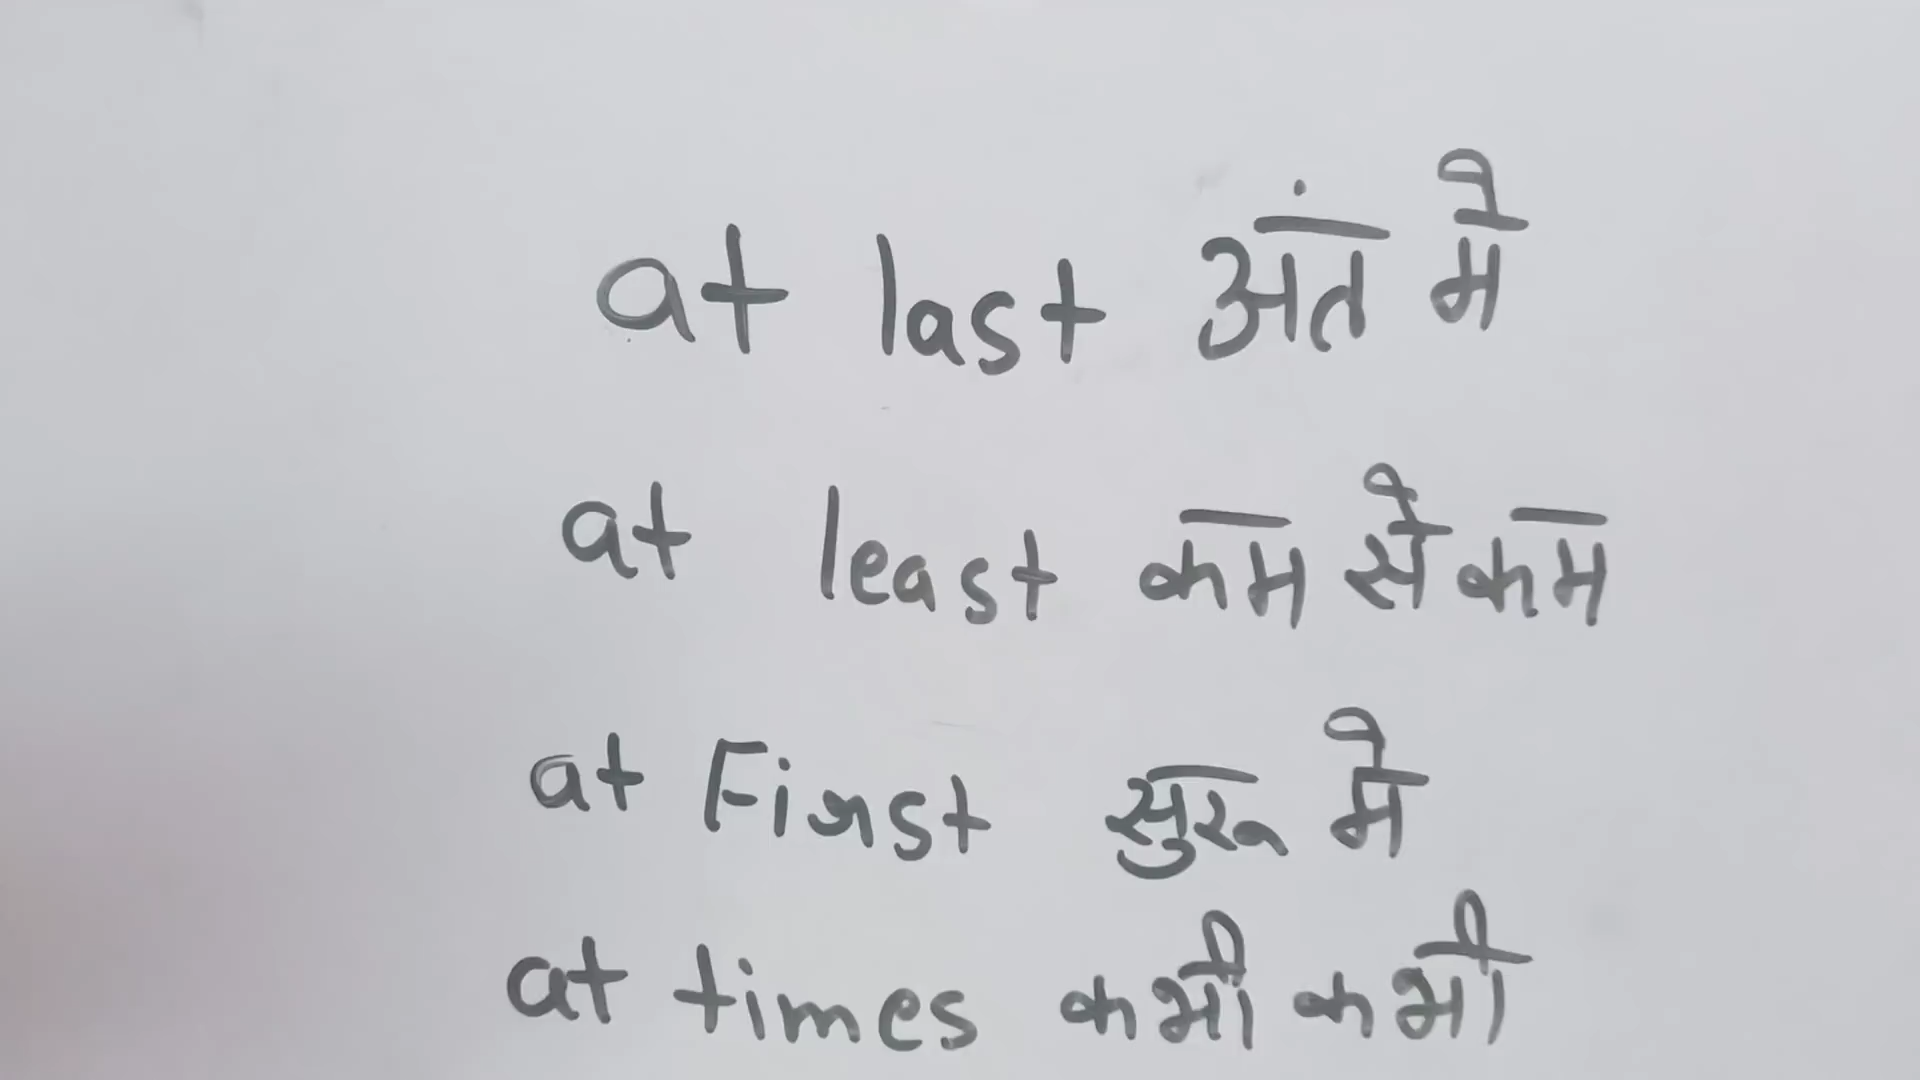 at last अंत मे
at least कम से कम
at First सुरू मे
at times कभी कभी